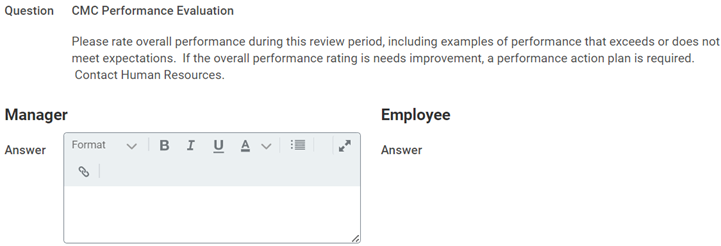 Question CMC Performance Evaluation
Please rate overall performance during this review period, including examples of performance that exceeds or does not
meet expectations.  If the overall performance rating is needs improvement, a performance action plan is required.
Contact Human Resources.
Manager Employee
Answer Format B I U A Answer